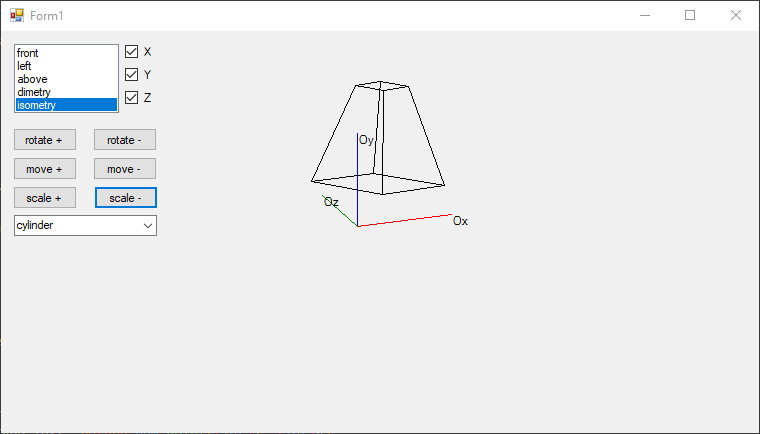 Form1
front
left
above
dimetry
isometry
X
Y
Z
rotate +
rotate -
move +
move -
scale +
scale -
cylinder
Oy
Oz
Ox